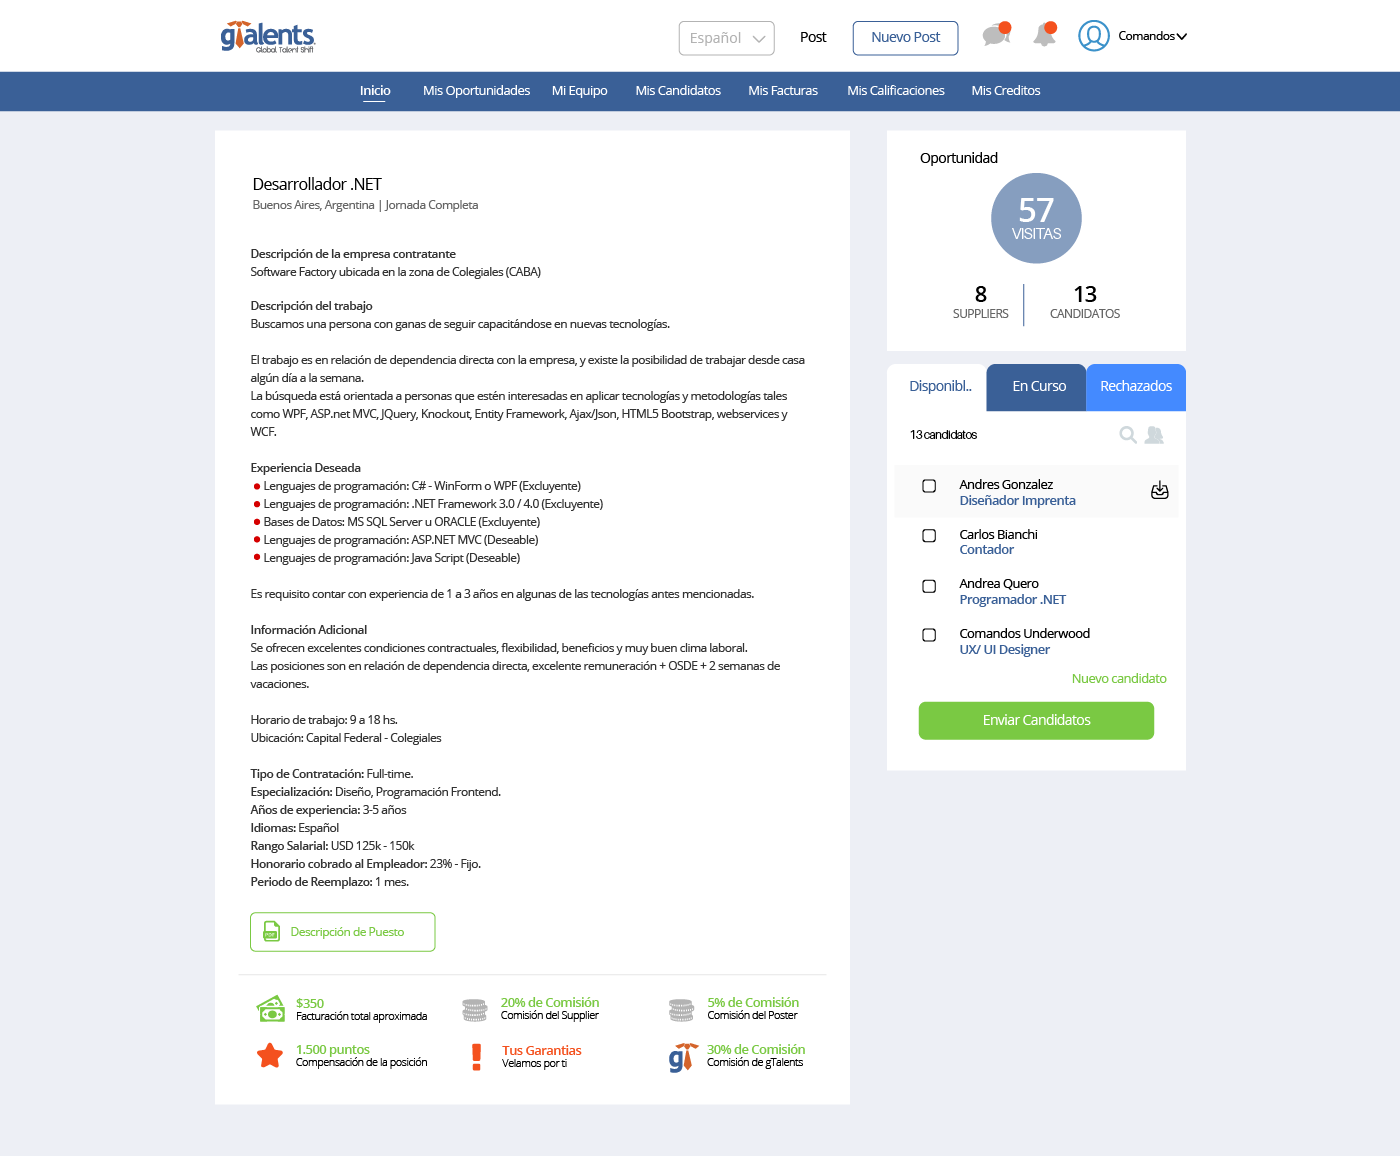 gTalents.
Global Talent Shift
Español
Post
Nuevo Post
Comandos
Inicio
Mis Oportunidades
Mi Equipo
Mis Candidatos
Mis Facturas
Mis Calificaciones
Mis Creditos
Desarrollador .NET
Buenos Aires, Argentina | Jornada Completa
Descripción de la empresa contratante
Software Factory ubicada en la zona de Colegiales (CABA)
Descripción del trabajo
Buscamos una persona con ganas de seguir capacitándose en nuevas tecnologías.
El trabajo es en relación de dependencia directa con la empresa, y existe la posibilidad de trabajar desde casa
algún día a la semana.
La búsqueda está orientada a personas que estén interesadas en aplicar tecnologías y metodologías tales
como WPF, ASP.net MVC, JQuery, Knockout, Entity Framework, Ajax/Json, HTML5 Bootstrap, webservices y
WCF.
Experiencia Deseada
Lenguajes de programación: C# - WinForm o WPF (Excluyente)
Lenguajes de programación: .NET Framework 3.0 / 4.0 (Excluyente)
Bases de Datos: MS SQL Server u ORACLE (Excluyente)
Lenguajes de programación: ASP.NET MVC (Deseable)
Lenguajes de programación: Java Script (Deseable)
Es requisito contar con experiencia de 1 a 3 años en algunas de las tecnologías antes mencionadas.
Información Adicional
Se ofrecen excelentes condiciones contractuales, flexibilidad, beneficios y muy buen clima laboral.
Las posiciones son en relación de dependencia directa, excelente remuneración + OSDE + 2 semanas de
vacaciones.
Horario de trabajo: 9 a 18 hs.
Ubicación: Capital Federal - Colegiales
Tipo de Contratación: Full-time.
Especialización: Diseño, Programación Frontend.
Años de experiencia: 3-5 años
Idiomas: Español
Rango Salarial: USD 125k - 150k
Honorario cobrado al Empleador: 23% - Fijo.
Periodo de Reemplazo: 1 mes.
PDF
Descripción de Puesto
$350
Facturación total aproximada
20% de Comisión
Comisión del Supplier
5% de Comisión
Comisión del Poster
1.500 puntos
Compensación de la posición
Tus Garantias
Velamos por ti
gT
30% de Comisión
Comisión de gTalents
Oportunidad
57
VISITAS
8
SUPPLIERS
13
CANDIDATOS
Disponibl..
En Curso
Rechazados
13 candidatos
Andres Gonzalez
Diseñador Imprenta
Carlos Bianchi
Contador
Andrea Quero
Programador .NET
Comandos Underwood
UX/ UI Designer
Nuevo candidato
Enviar Candidatos